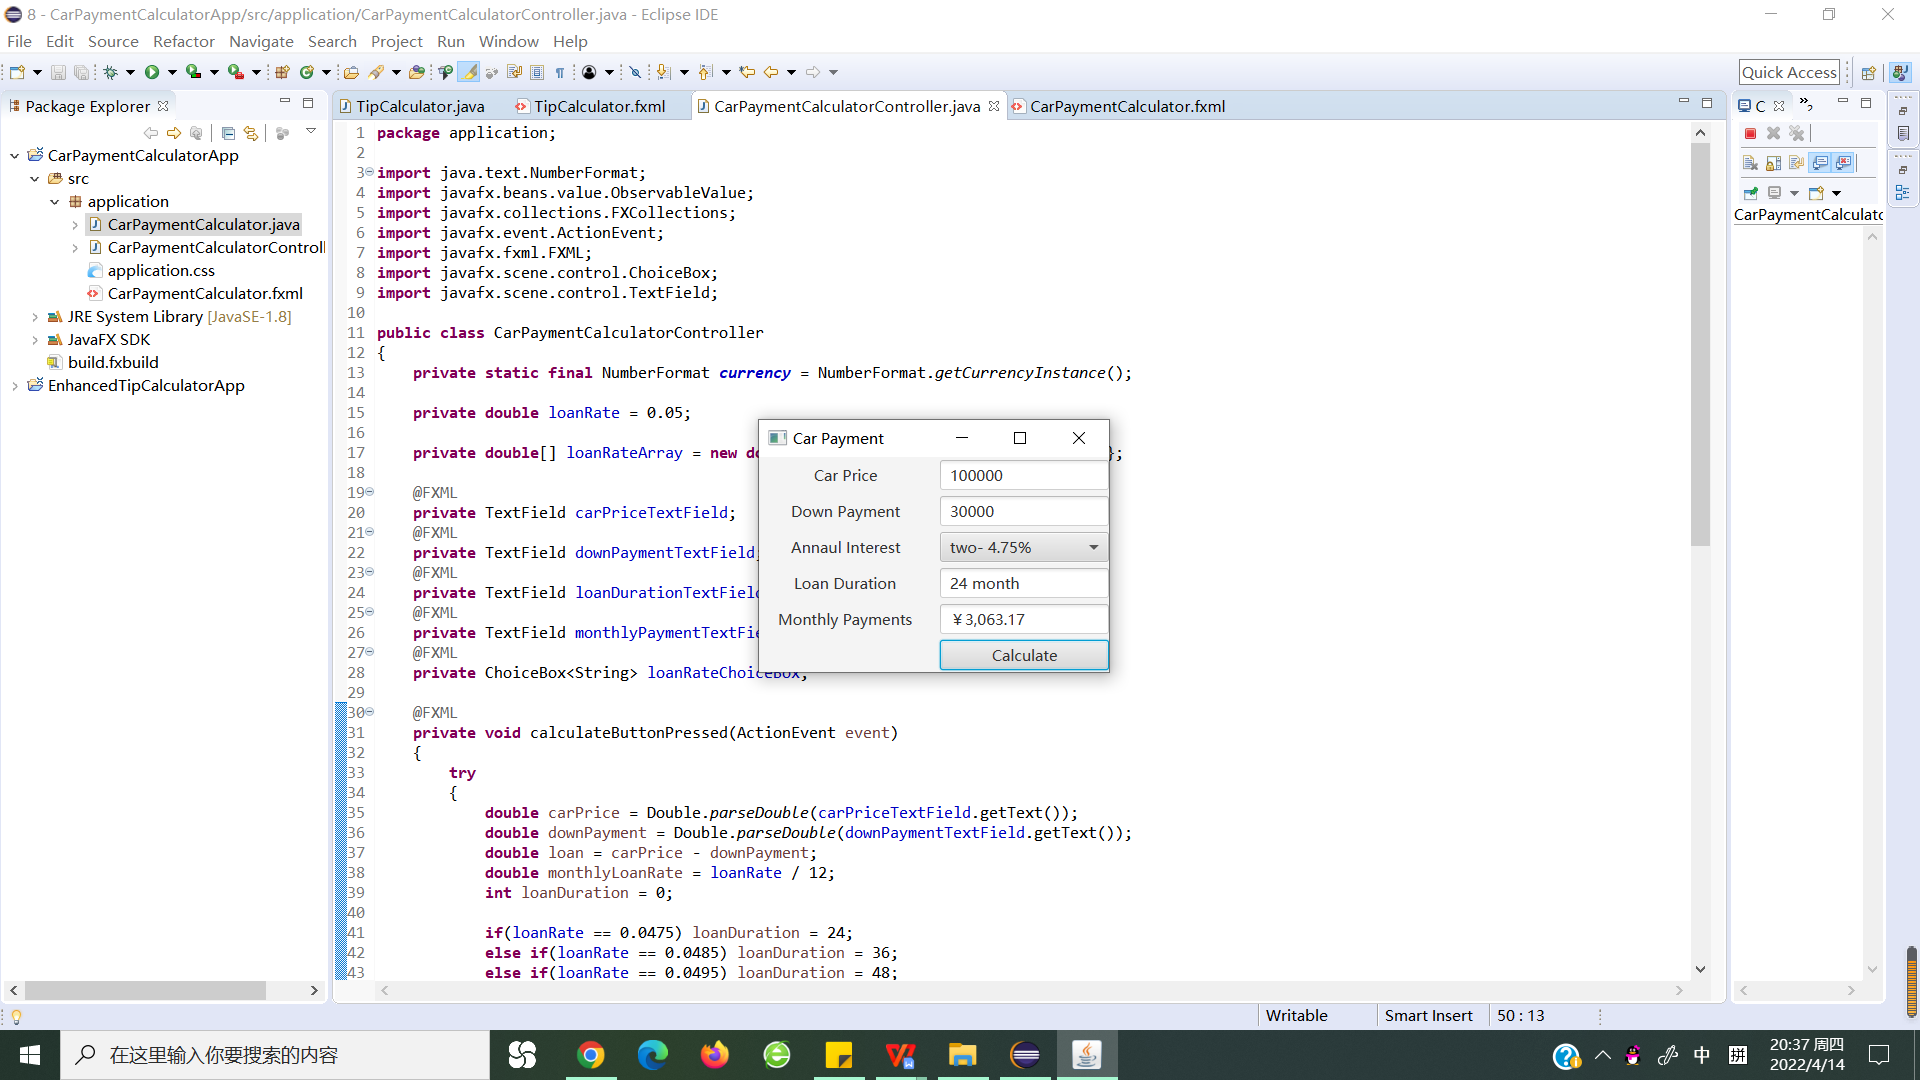 8 - CarPaymentCalculatorApp/src/application/CarPaymentCalculatorController.java - Eclipse IDE
File Edit Source Refactor Navigate Search Project Run Window Help
Quick Access
Package Explorer
CarPaymentCalculatorApp
src
application
CarPaymentCalculator.java
CarPaymentCalculatorControll
application.css
CarPaymentCalculator.fxml
JRE System Library [JavaSE-1.8]
JavaFX SDK
build.fxbuild
EnhancedTipCalculatorApp
TipCalculator.java TipCalculator.fxml CarPaymentCalculatorController.java CarPaymentCalculator.fxml
1 package application;
2
3 import java.text.NumberFormat;
4 import javafx.beans.value.ObservableValue;
5 import javafx.collections.FXCollections;
6 import javafx.event.ActionEvent;
7 import javafx.fxml.FXML;
8 import javafx.scene.control.ChoiceBox;
9 import javafx.scene.control.TextField;
10
11 public class CarPaymentCalculatorController
12 {
13 private static final NumberFormat currency = NumberFormat.getCurrencyInstance();
14
15 private double loanRate = 0.05;
16
17 private double[] loanRateArray = new do };
18
19 @FXML
20 private TextField carPriceTextField;
21 @FXML
22 private TextField downPaymentTextField;
23 @FXML
24 private TextField loanDurationTextField
25 @FXML
26 private TextField monthlyPaymentTextFie
27 @FXML
28 private ChoiceBox<String> loanRateChoiceBox;
29
30 @FXML
31 private void calculateButtonPressed(ActionEvent event)
32 {
33 try
34 {
35 double carPrice = Double.parseDouble(carPriceTextField.getText());
36 double downPayment = Double.parseDouble(downPaymentTextField.getText());
37 double loan = carPrice - downPayment;
38 double monthlyLoanRate = loanRate / 12;
39 int loanDuration = 0;
40
41 if(loanRate == 0.0475) loanDuration = 24;
42 else if(loanRate == 0.0485) loanDuration = 36;
43 else if(loanRate == 0.0495) loanDuration = 48;
Car Payment
Car Price 100000
Down Payment 30000
Annaul Interest two- 4.75%
Loan Duration 24 month
Monthly Payments ￥3,063.17
Calculate
C
CarPaymentCalculato
Writable Smart Insert 50 : 13
在这里输入你要搜索的内容
中
拼
20:37 周四
2022/4/14